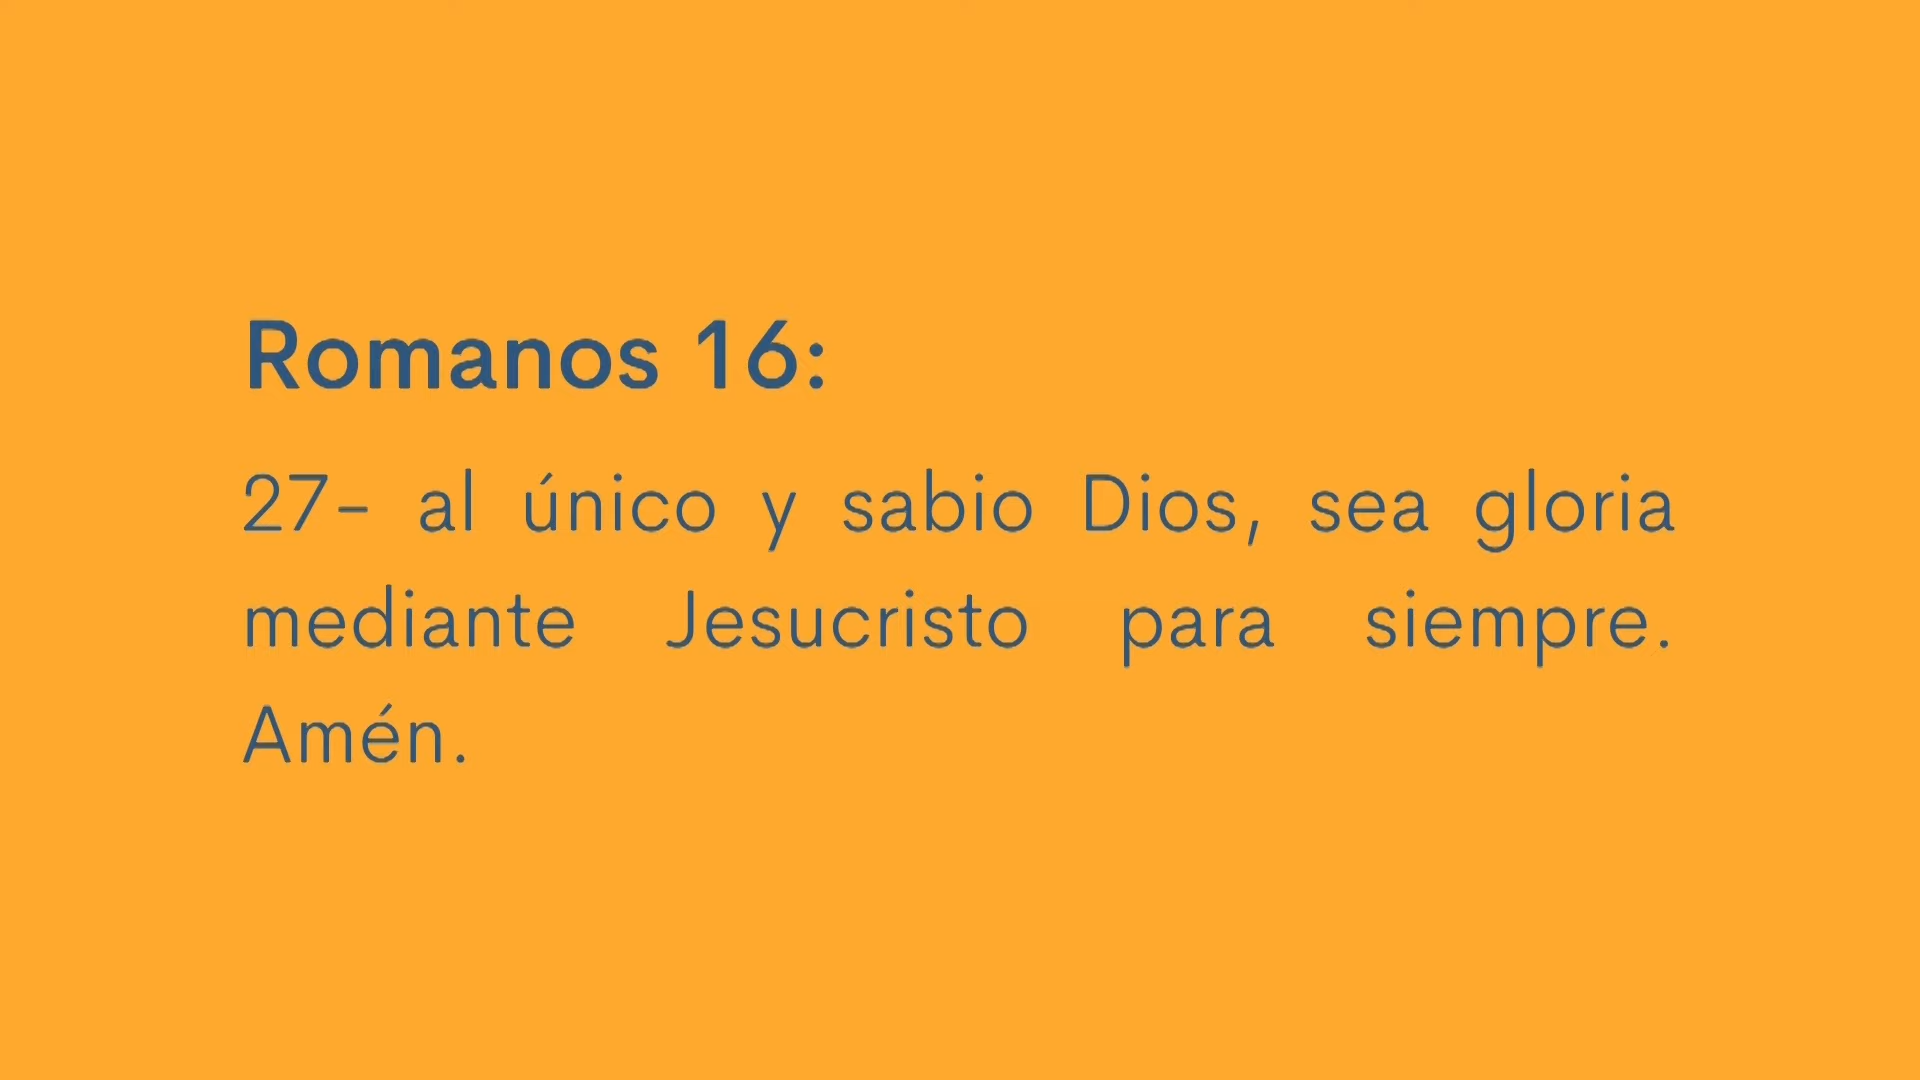 Romanos 16:
27- al único y sabio Dios, sea gloria
mediante Jesucristo para siempre.
Amén.